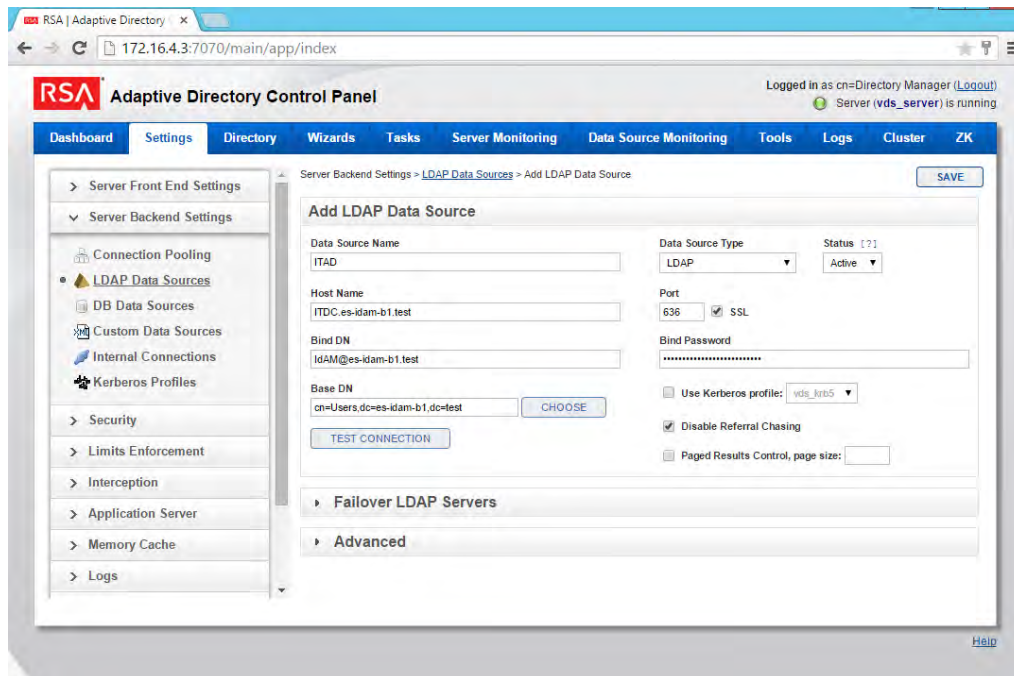 RSA | Adaptive Directory
172.16.4.3:7070/main/app/index
RSA Adaptive Directory Control Panel
Logged in as cn=Directory Manager (Logout)
Server (vds_server) is running
Dashboard Settings Directory Wizards Tasks Server Monitoring Data Source Monitoring Tools Logs Cluster ZK
Server Front End Settings
Server Backend Settings
Connection Pooling
LDAP Data Sources
DB Data Sources
Custom Data Sources
Internal Connections
Kerberos Profiles
Security
Limits Enforcement
Interception
Application Server
Memory Cache
Logs
Server Backend Settings > LDAP Data Sources > Add LDAP Data Source
SAVE
Add LDAP Data Source
Data Source Name
ITAD
Data Source Type
LDAP
Status [?]
Active
Host Name
ITDC.es-idam-b1.test
Port
636 SSL
Bind DN
IdAM@es-idam-b1.test
Bind Password
Base DN
cn=Users,dc=es-idam-b1,dc=test
CHOOSE
TEST CONNECTION
Use Kerberos profile: vds_krb5
Disable Referral Chasing
Paged Results Control, page size:
Failover LDAP Servers
Advanced
Help